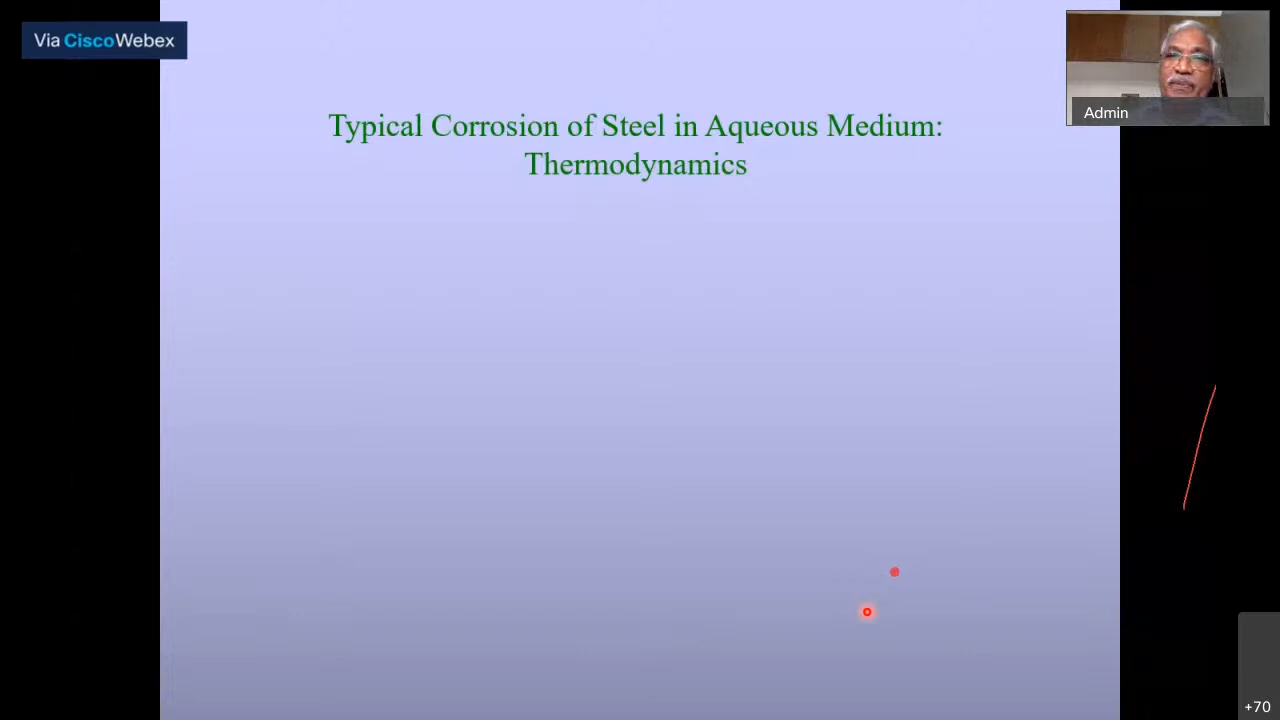 Via CiscoWebex
Admin
Typical Corrosion of Steel in Aqueous Medium:
Thermodynamics
+70